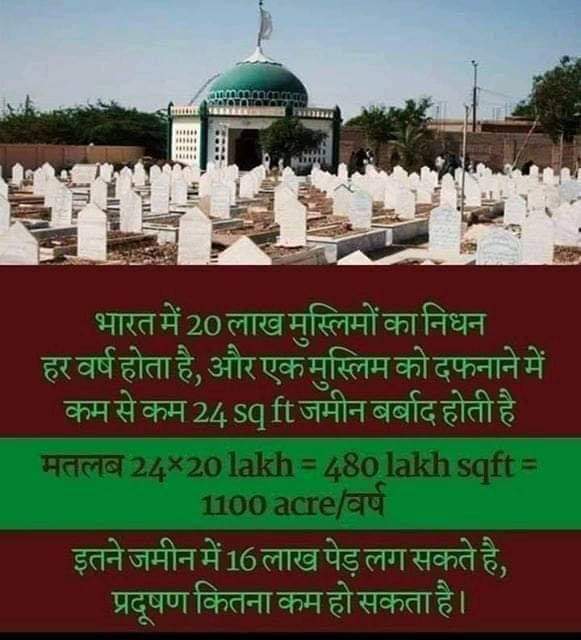 भारत में 20 लाख मुस्लिमों का निधन
हर वर्ष होता है, और एक मुस्लिम को दफनाने में
कम से कम 24 sq ft जमीन बर्बाद होती है
मतलब 24×20 lakh = 480 lakh sqft =
1100 acre/वर्ष
इतने जमीन में 16 लाख पेड़ लग सकते है,
प्रदूषण कितना कम हो सकता है।